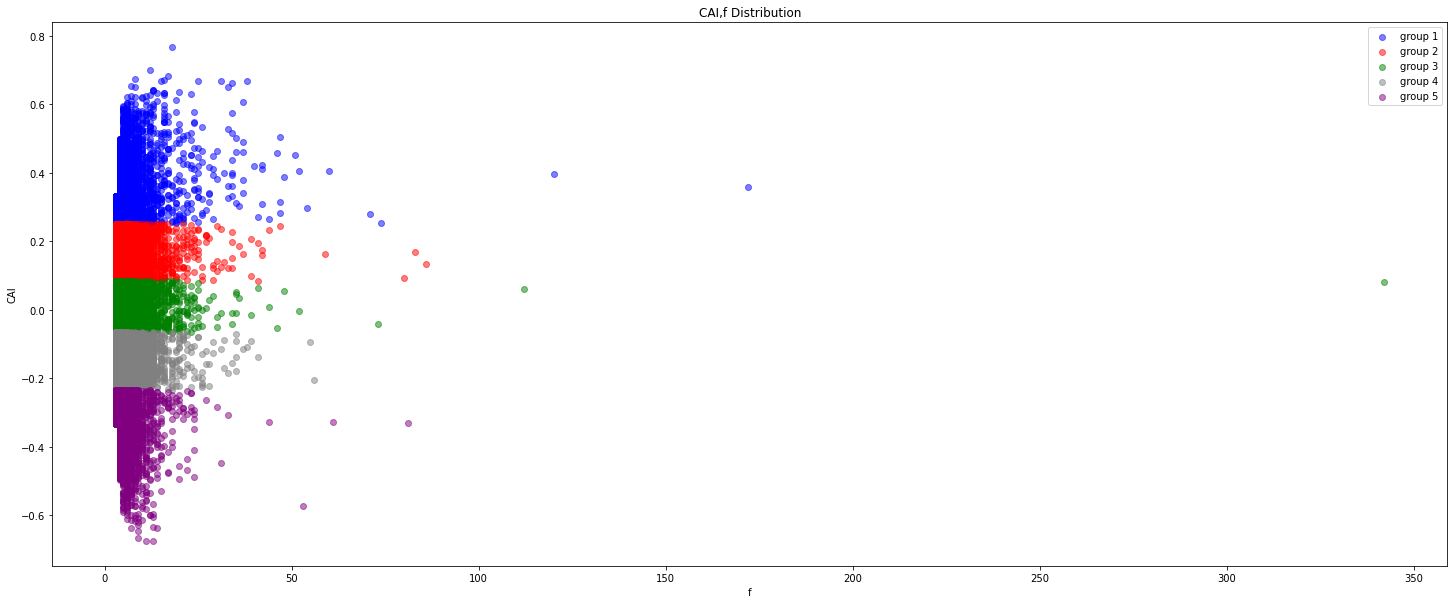 CAI,f Distribution
group 1
group 2
group 3
group 4
group 5
0.8
0.6
0.4
0.2
0.0
−0.2
−0.4
−0.6
CAI
0 50 100 150 200 250 300 350
f